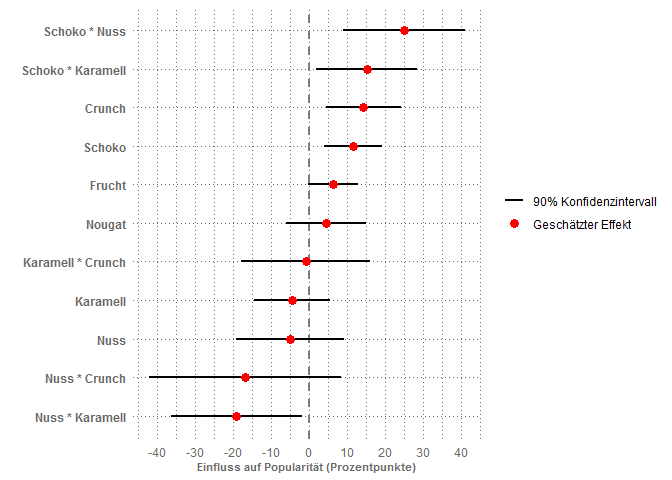 Schoko * Nuss
Schoko * Karamell
Crunch
Schoko
Frucht
Nougat
Karamell * Crunch
Karamell
Nuss
Nuss * Crunch
Nuss * Karamell
-40 -30 -20 -10 0 10 20 30 40
Einfluss auf Popularität (Prozentpunkte)
90% Konfidenzintervall
Geschätzter Effekt